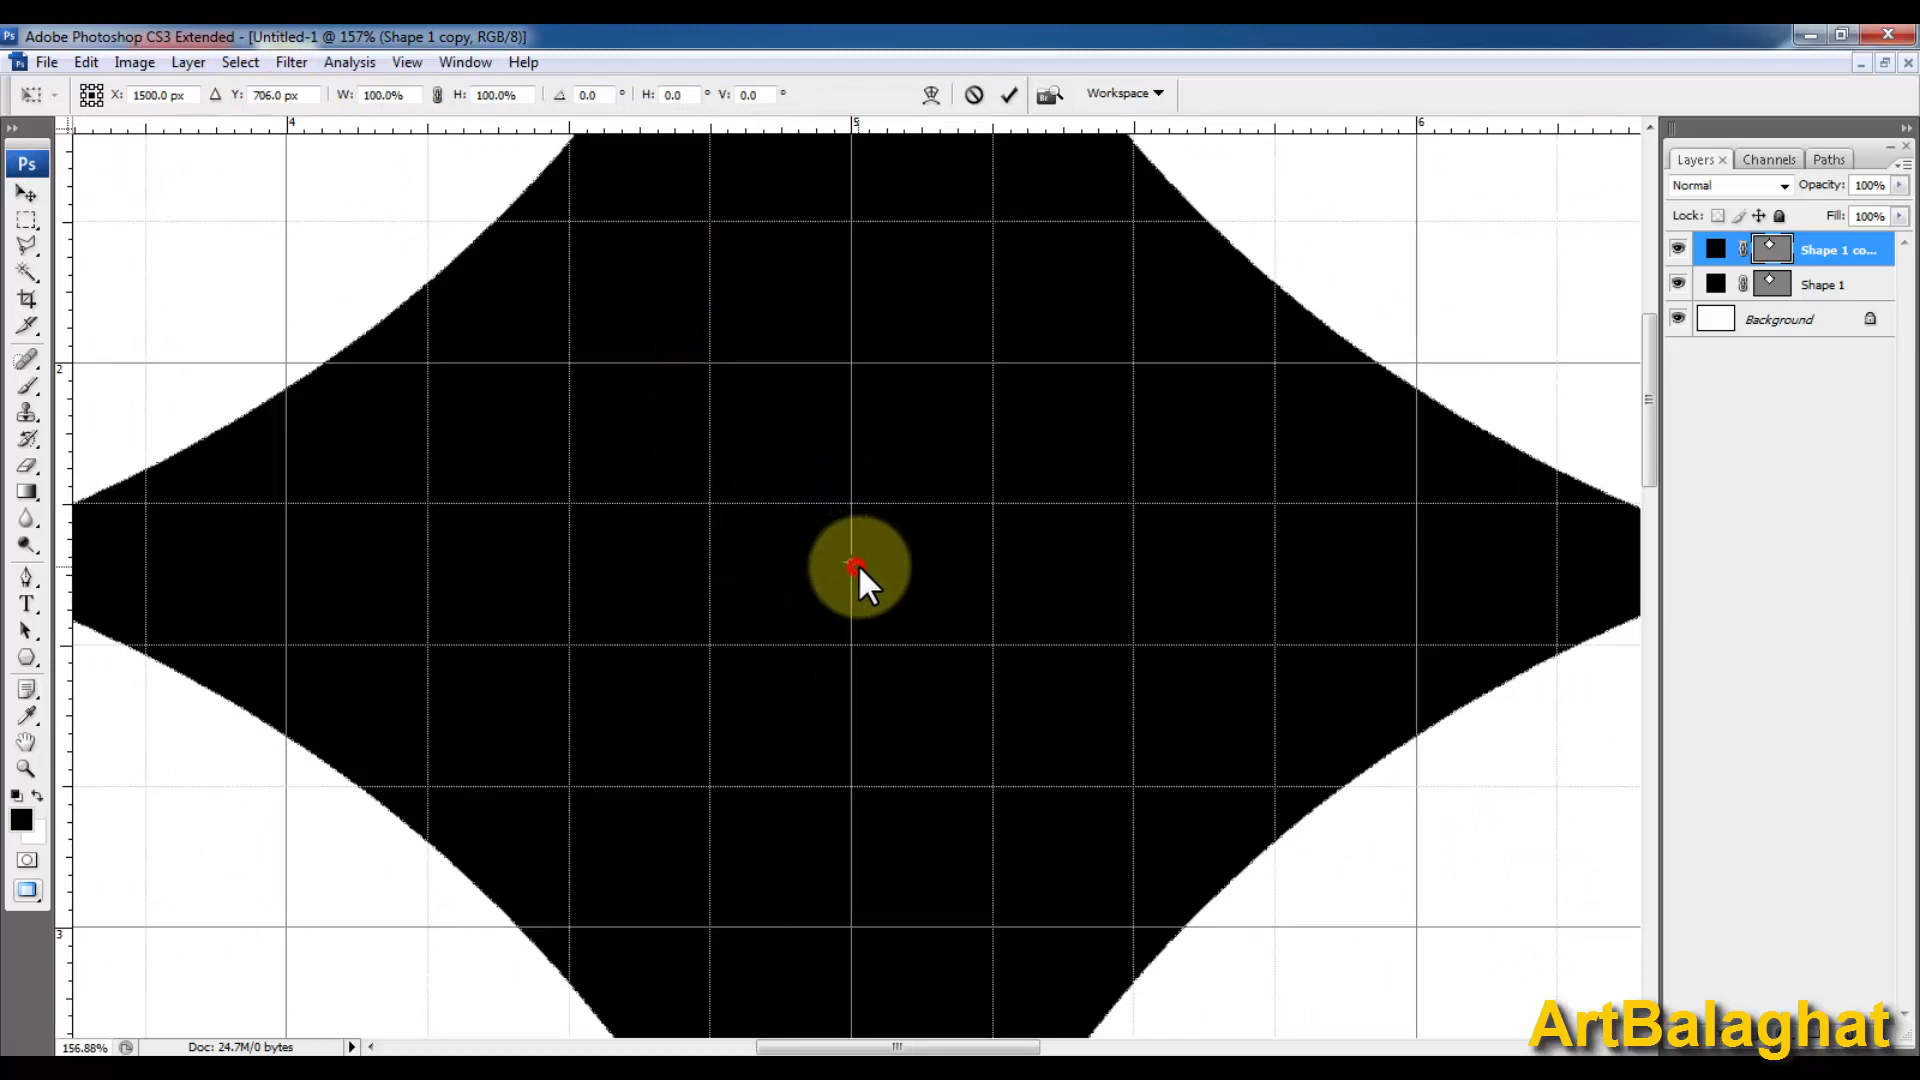 Adobe Photoshop CS3 Extended - [Untitled-1 @ 157% (Shape 1 copy, RGB/8)]
File Edit Image Layer Select Filter Analysis View Window Help
X: 1500.0 px Y: 706.0 px W: 100.0% H: 100.0% 0.0 ° H: 0.0 ° V: 0.0 ° Workspace
4 5 6
Ps
Layers x Channels Paths
Normal Opacity: 100%
Lock: Fill: 100%
Shape 1 co...
Shape 1
Background
2
T
3
ArtBalaghat
156.88% Doc: 24.7M/0 bytes